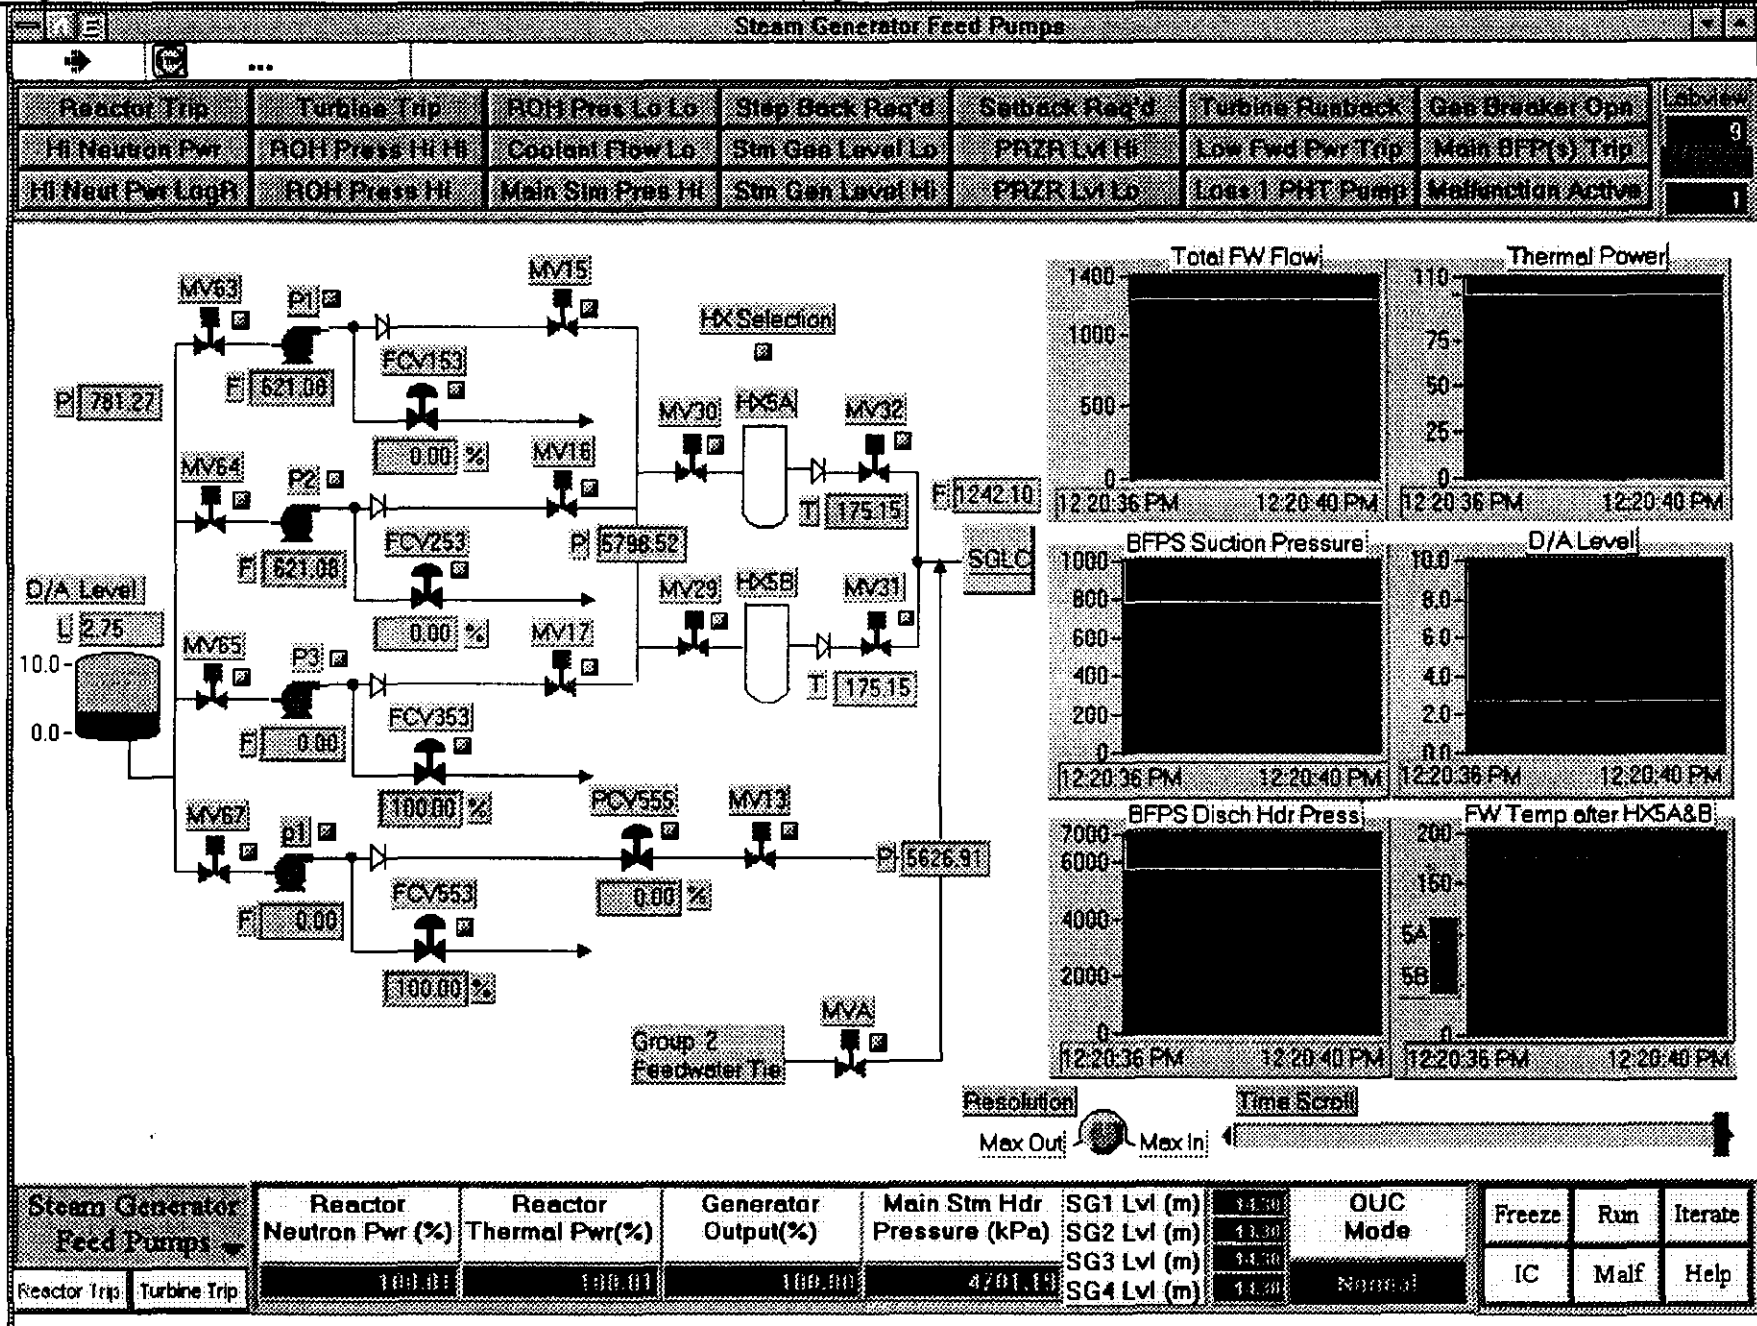 Steam Generator Feed Pumps
...
Reactor Trip Turbine Trip ROH Pres Lo Lo Step Back Req'd Setback Req'd Turbine Runback Gen Breaker Opn Labview
Hi Neutron Pwr ROH Press Hi Hi Coolant Flow Lo Stm Gen Level Lo PRZR Lvl Hi Low Fwd Pwr Trip Main BFP(s) Trip
Hi Neut Pwr LogR ROH Press Hi Main Stm Pres Hi Stm Gen Level Hi PRZR Lvl Lo Loss 1 PHT Pump Malfunction Active 1
MV63 P1 MV15
HX Selection
FCV153
P 781.27 F 621.08
0.00 %
MV64 P2 MV16
MV30 HX5A MV32
T 175.15 F 1242.10
FCV253 P 5798.52
F 621.08
0.00 %
SGLC
MV29 HX5B MV31
T 175.15
D/A Level
L 2.75
10.0
0.0
MV65 P3 MV17
FCV353
F 0.00
100.00 %
MV67 p1 PCV555 MV13
P 5626.91
FCV553 0.00 %
F 0.00
100.00 %
MVA
Group 2
Feedwater Tie
Total FW Flow
1400
1000
500
0
12:20:36 PM 12:20:40 PM
Thermal Power
110
75
50
25
0
12:20:36 PM 12:20:40 PM
BFPS Suction Pressure
1000
800
600
400
200
0
12:20:36 PM 12:20:40 PM
D/A Level
10.0
8.0
6.0
4.0
2.0
0.0
12:20:36 PM 12:20:40 PM
BFPS Disch Hdr Press
7000
6000
4000
2000
0
12:20:36 PM 12:20:40 PM
FW Temp after HX5A&B
200
150
5A
5B
0
12:20:36 PM 12:20:40 PM
Resolution
Max Out Max In
Time Scroll
Steam Generator
Feed Pumps
Reactor Trip Turbine Trip
Reactor
Neutron Pwr (%)
100.01
Reactor
Thermal Pwr(%)
100.01
Generator
Output(%)
100.00
Main Stm Hdr
Pressure (kPa)
SG1 Lvl (m) 14.30
SG2 Lvl (m) 14.30
SG3 Lvl (m) 14.30
SG4 Lvl (m) 14.30
OUC
Mode
Normal
Freeze Run Iterate
IC Malf Help